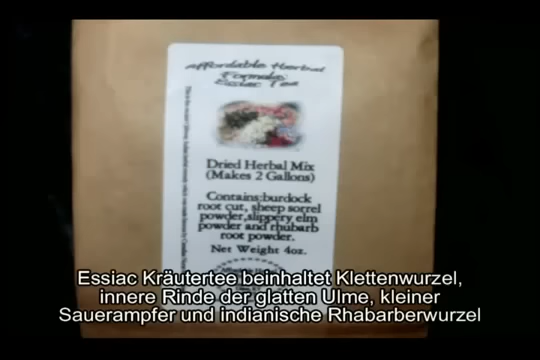 Affordable Herbal
Formula:
Essiac Tea
Dried Herbal Mix
(Makes 2 Gallons)
Contains:burdock
root cut, sheep sorrel
powder,slippery elm
powder and rhubarb
root powder.
Net Weight 4oz.
Essiac Kräutertee beinhaltet Klettenwurzel,
innere Rinde der glatten Ulme, kleiner
Sauerampfer und indianische Rhabarberwurzel